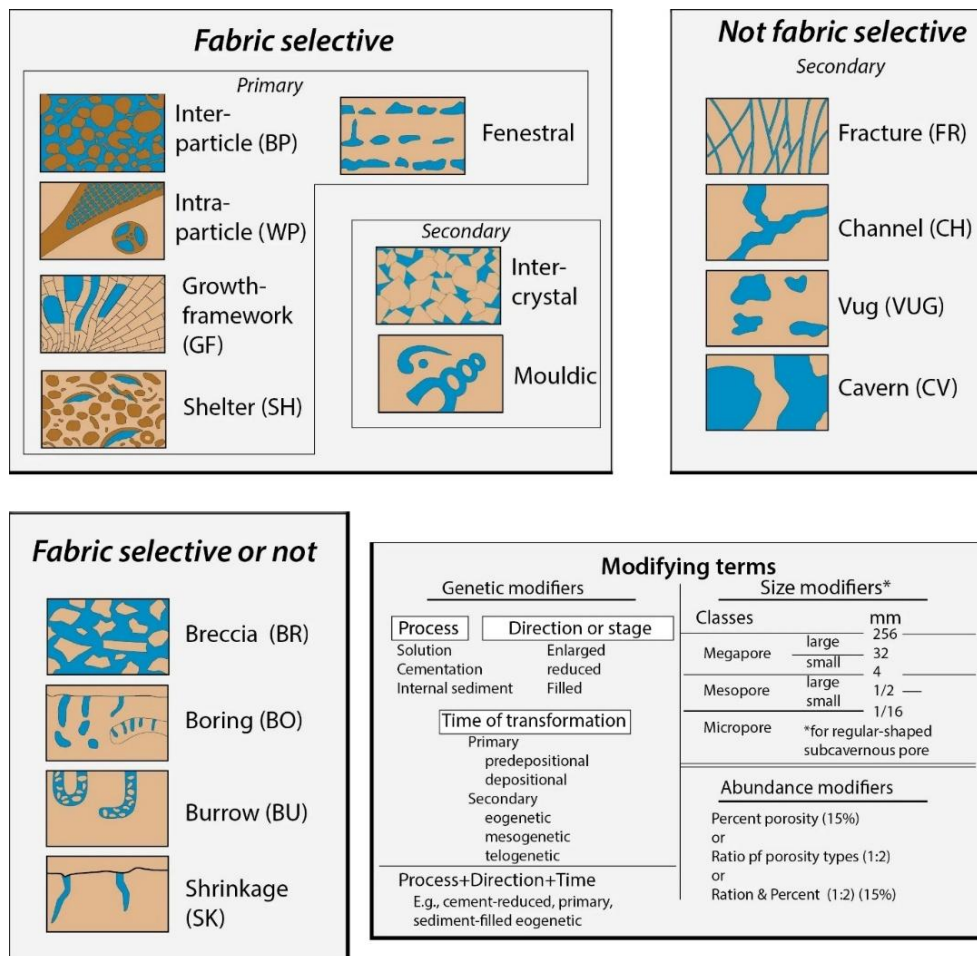 Fabric selective
Primary
Inter-
particle (BP)
Fenestral
Intra-
particle (WP)
Growth-
framework
(GF)
Shelter (SH)
Secondary
Inter-
crystal
Mouldic
Not fabric selective
Secondary
Fracture (FR)
Channel (CH)
Vug (VUG)
Cavern (CV)
Fabric selective or not
Breccia (BR)
Boring (BO)
Burrow (BU)
Shrinkage
(SK)
Modifying terms
Genetic modifiers
Process
Direction or stage
Solution
Enlarged
Cementation
reduced
Internal sediment
Filled
Time of transformation
Primary
predepositional
depositional
Secondary
eogenetic
mesogenetic
telogenetic
Process+Direction+Time
E.g., cement-reduced, primary,
sediment-filled eogenetic
Size modifiers*
Classes
mm
256
Megapore
large
32
small
4
Mesopore
large
1/2
small
1/16
Micropore
*for regular-shaped
subcavernous pore
Abundance modifiers
Percent porosity (15%)
or
Ratio pf porosity types (1:2)
or
Ration & Percent (1:2) (15%)